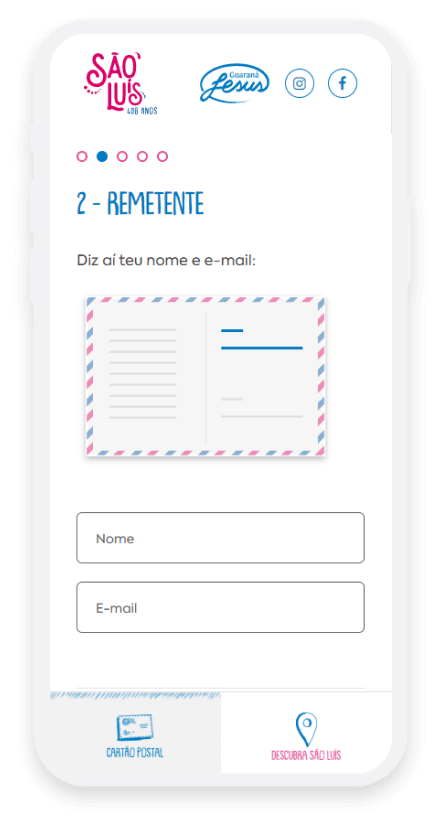 SÃO
LUÍS
408 ANOS
Guaraná
Jesus
2 - REMETENTE
Diz aí teu nome e e-mail:
Nome
E-mail
CARTÃO POSTAL
DESCUBRA SÃO LUÍS